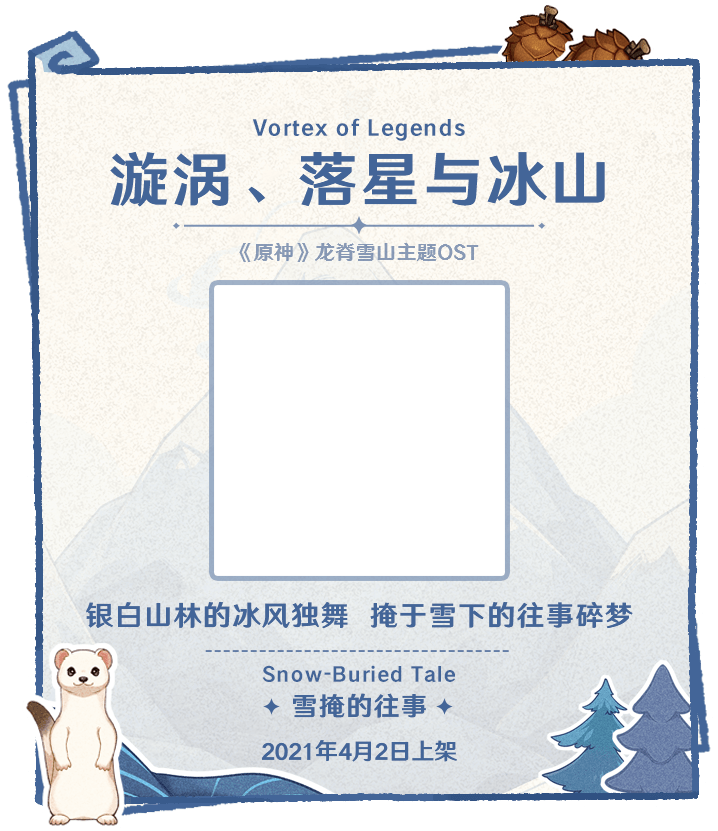 Vortex of Legends
漩涡、落星与冰山
《原神》龙脊雪山主题OST
银白山林的冰风独舞 掩于雪下的往事碎梦
Snow-Buried Tale
雪掩的往事
2021年4月2日上架